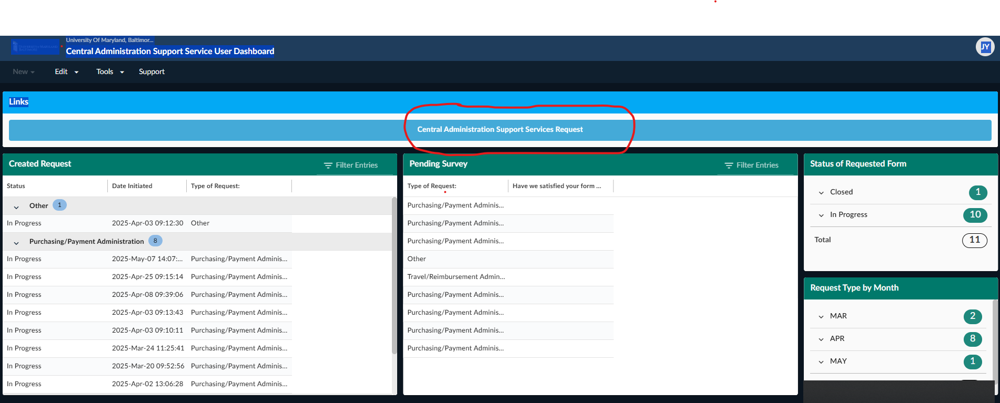 University Of Maryland, Baltimor...
Central Administration Support Service User Dashboard
JY
New Edit Tools Support
Links
Central Administration Support Services Request
Created Request
Filter Entries
Status Date Initiated Type of Request:
Other 1
In Progress 2025-Apr-03 09:12:30 Other
Purchasing/Payment Administration 8
In Progress 2025-May-07 14:07:... Purchasing/Payment Adminis...
In Progress 2025-Apr-25 09:15:14 Purchasing/Payment Adminis...
In Progress 2025-Apr-08 09:39:06 Purchasing/Payment Adminis...
In Progress 2025-Apr-03 09:13:43 Purchasing/Payment Adminis...
In Progress 2025-Apr-03 09:10:11 Purchasing/Payment Adminis...
In Progress 2025-Mar-24 11:25:41 Purchasing/Payment Adminis...
In Progress 2025-Mar-20 09:52:56 Purchasing/Payment Adminis...
In Progress 2025-Apr-02 13:06:28 Purchasing/Payment Adminis...
Pending Survey
Filter Entries
Type of Request: Have we satisfied your form ...
Purchasing/Payment Adminis...
Purchasing/Payment Adminis...
Purchasing/Payment Adminis...
Other
Travel/Reimbursement Admin...
Purchasing/Payment Adminis...
Purchasing/Payment Adminis...
Purchasing/Payment Adminis...
Purchasing/Payment Adminis...
Status of Requested Form
Closed 1
In Progress 10
Total 11
Request Type by Month
MAR 2
APR 8
MAY 1